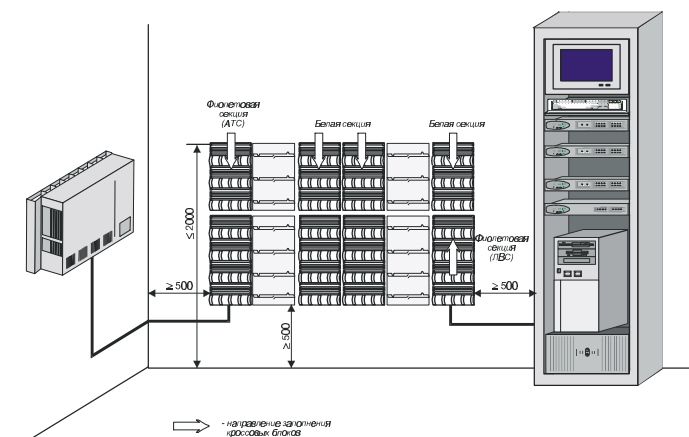 Фиолетовая
секция
(АТС)
Белая секция
Белая секция
≤ 2000
Фиолетовая
секция
(ЛВС)
≥ 500
≥ 500
≥ 500
- направление заполнения
кроссовых блоков